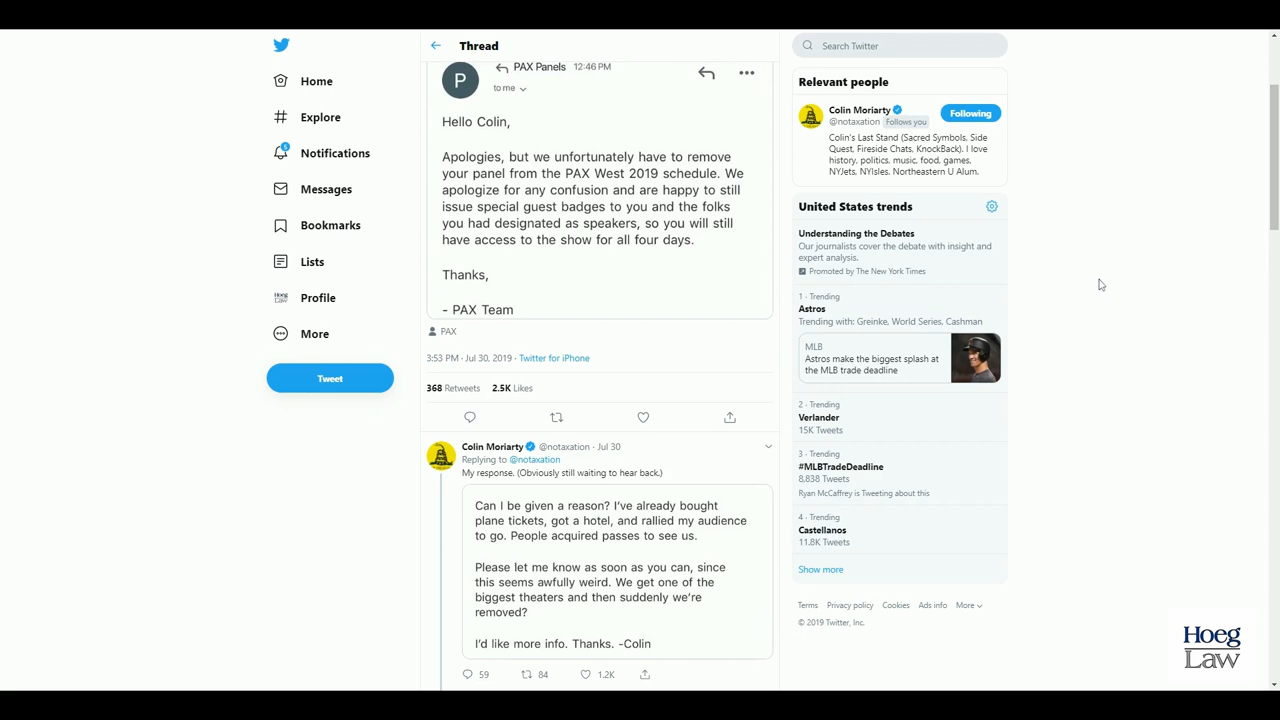 Home
Explore
5
Notifications
Messages
Bookmarks
Lists
Hoeg
Law
Profile
More
Tweet
Thread
P
PAX Panels 12:46 PM
to me
Hello Colin,
Apologies, but we unfortunately have to remove
your panel from the PAX West 2019 schedule. We
apologize for any confusion and are happy to still
issue special guest badges to you and the folks
you had designated as speakers, so you will still
have access to the show for all four days.
Thanks,
- PAX Team
PAX
3:53 PM · Jul 30, 2019 · Twitter for iPhone
368 Retweets 2.5K Likes
Colin Moriarty @notaxation · Jul 30
Replying to @notaxation
My response. (Obviously still waiting to hear back.)
Can I be given a reason? I've already bought
plane tickets, got a hotel, and rallied my audience
to go. People acquired passes to see us.
Please let me know as soon as you can, since
this seems awfully weird. We get one of the
biggest theaters and then suddenly we're
removed?
I'd like more info. Thanks. -Colin
59 84 1.2K
Search Twitter
Relevant people
Colin Moriarty
@notaxation Follows you
Following
Colin's Last Stand (Sacred Symbols, Side
Quest, Fireside Chats, KnockBack). I love
history, politics, music, food, games,
NYJets, NYIsles. Northeastern U Alum.
United States trends
Understanding the Debates
Our journalists cover the debate with insight and
expert analysis.
Promoted by The New York Times
1 · Trending
Astros
Trending with: Greinke, World Series, Cashman
MLB
Astros make the biggest splash at
the MLB trade deadline
2 · Trending
Verlander
15K Tweets
3 · Trending
#MLBTradeDeadline
8,838 Tweets
Ryan McCaffrey is Tweeting about this
4 · Trending
Castellanos
11.8K Tweets
Show more
Terms Privacy policy Cookies Ads info More
© 2019 Twitter, Inc.
Hoeg
Law